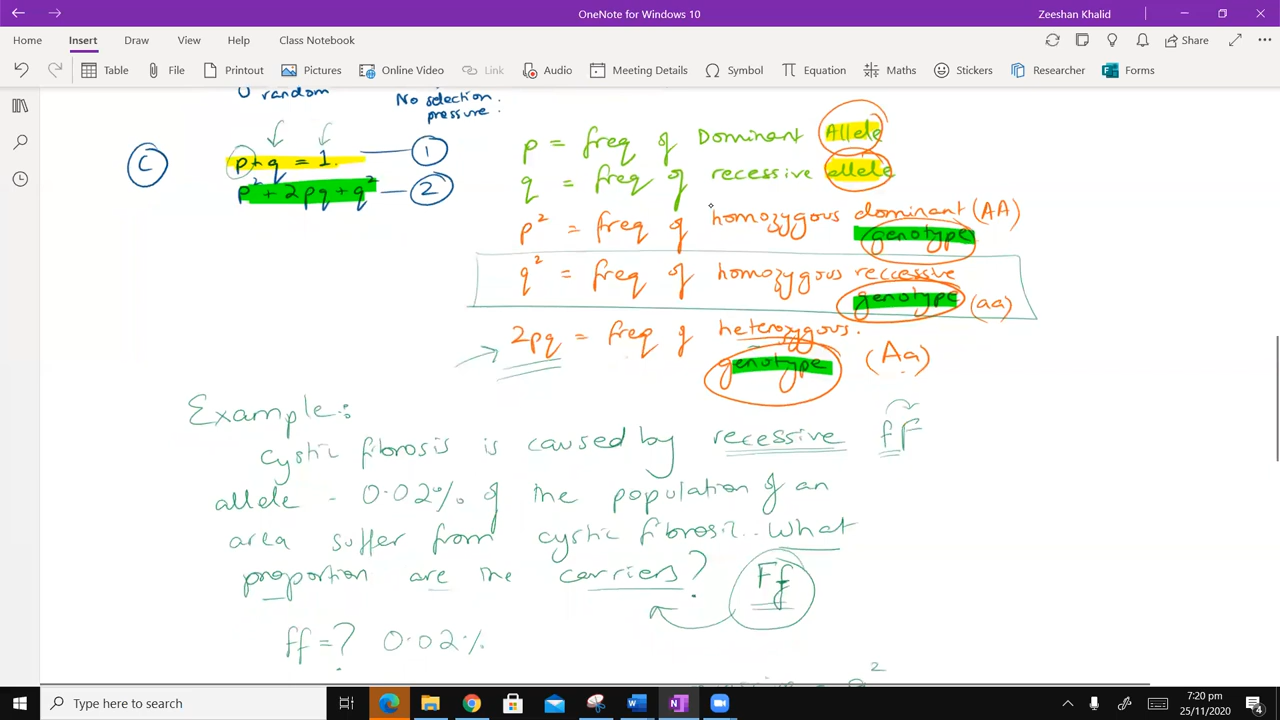 OneNote for Windows 10
Zeeshan Khalid
Home Insert Draw View Help Class Notebook
Share
Table File Printout Pictures Online Video Link Audio Meeting Details Symbol Equation Maths Stickers Researcher Forms
random
No selection
pressure
C
p+q = 1. 1
p² + 2pq + q² 2
p = freq of Dominant Allele
q = freq of recessive allele
p² = freq of homozygous dominant (AA)
genotype
q² = freq of homozygous reccessive
genotype (aa)
2pq = freq of heterozygous.
genotype (Aa)
Example:
cystic fibrosis is caused by recessive fF
allele - 0.02% of the population of an
area suffer from cystic fibrosis.. What
proportion are the carriers? Ff
ff = ? 0.02%
2
Type here to search
7:20 pm
25/11/2020
4